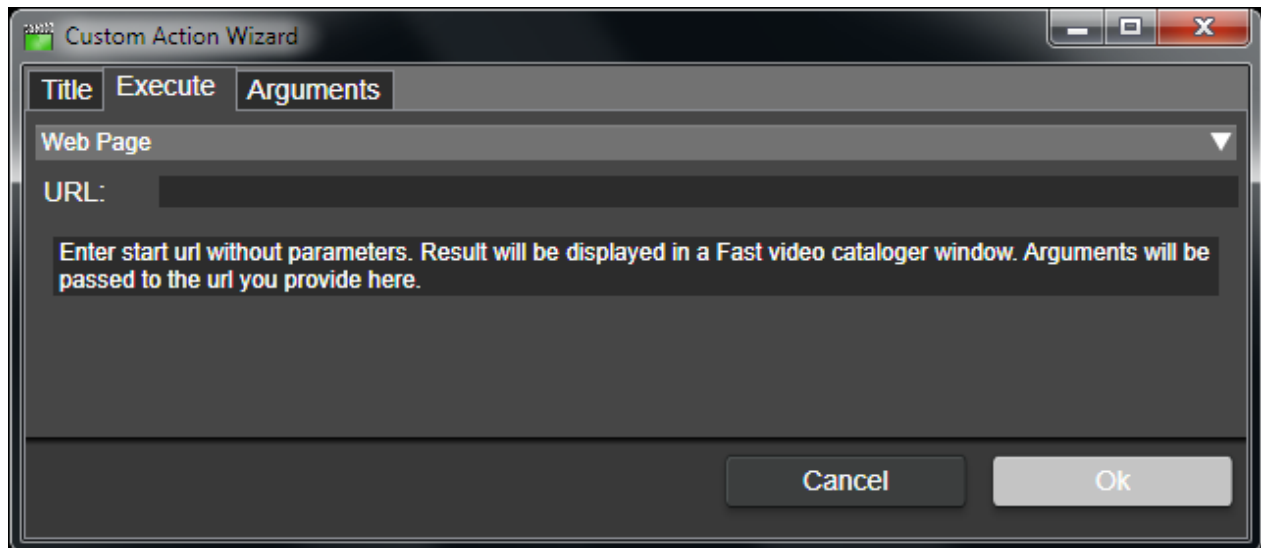 Custom Action Wizard
Title Execute Arguments
Web Page
URL:
Enter start url without parameters. Result will be displayed in a Fast video cataloger window. Arguments will be
passed to the url you provide here.
Cancel Ok